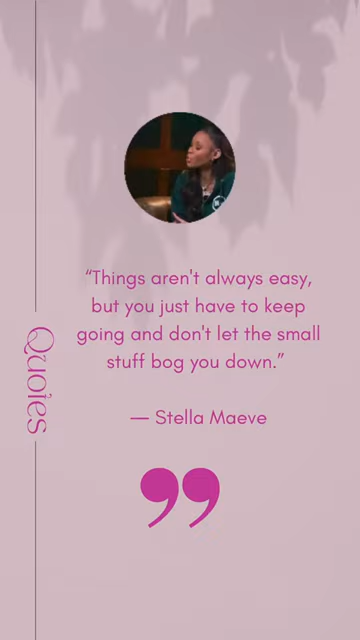 “Things aren't always easy,
but you just have to keep
going and don't let the small
stuff bog you down.”
— Stella Maeve
Quotes